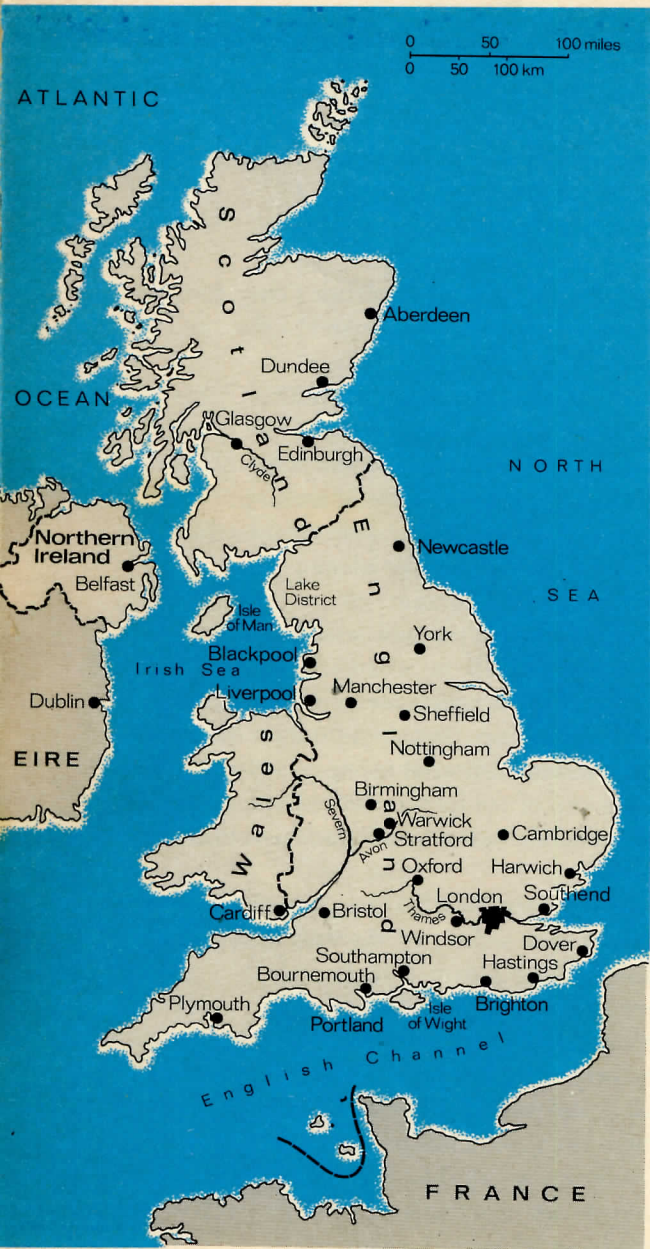 0 50 100 miles
0 50 100 km
ATLANTIC
Scotland
Aberdeen
Dundee
OCEAN
Glasgow
Edinburgh
Clyde
NORTH
England
Northern
Ireland
Newcastle
Belfast
Lake
District
SEA
Isle
of Man
York
Blackpool
Irish Sea
Liverpool
Manchester
Dublin
Sheffield
Wales
Nottingham
EIRE
Birmingham
Severn
Warwick
Stratford
Cambridge
Avon
Oxford
Harwich
London
Southend
Cardiff
Bristol
Thames
Windsor
Dover
Southampton
Hastings
Bournemouth
Plymouth
Isle
of Wight
Brighton
Portland
English Channel
FRANCE